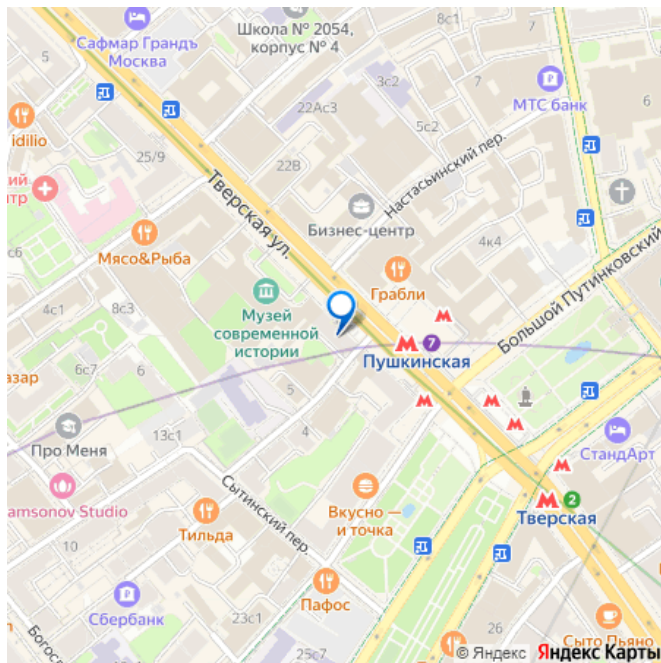 8с1
Школа № 2054,
корпус № 4
7
Сафмар Грандъ
Москва
3с2
7
МТС банк
22Ас3
6
idilio
5с2
25/9
22В
Настасьинский пер.
Тверская ул.
Бизнес-центр
Мясо&Рыба
с6
4к4
Большой Путинковский
Грабли
4с1
8с3
Музей
современной
истории
7
Пушкинская
6с7
5
Про Меня
13с1
4
СтандАрт
Сытинский пер.
amsonov Studio
2
Тверская
Вкусно —
и точка
Тильда
10
Пафос
Сбербанк
23с1
Сыто Пьяно
26
25с7
© Яндекс Яндекс Карты